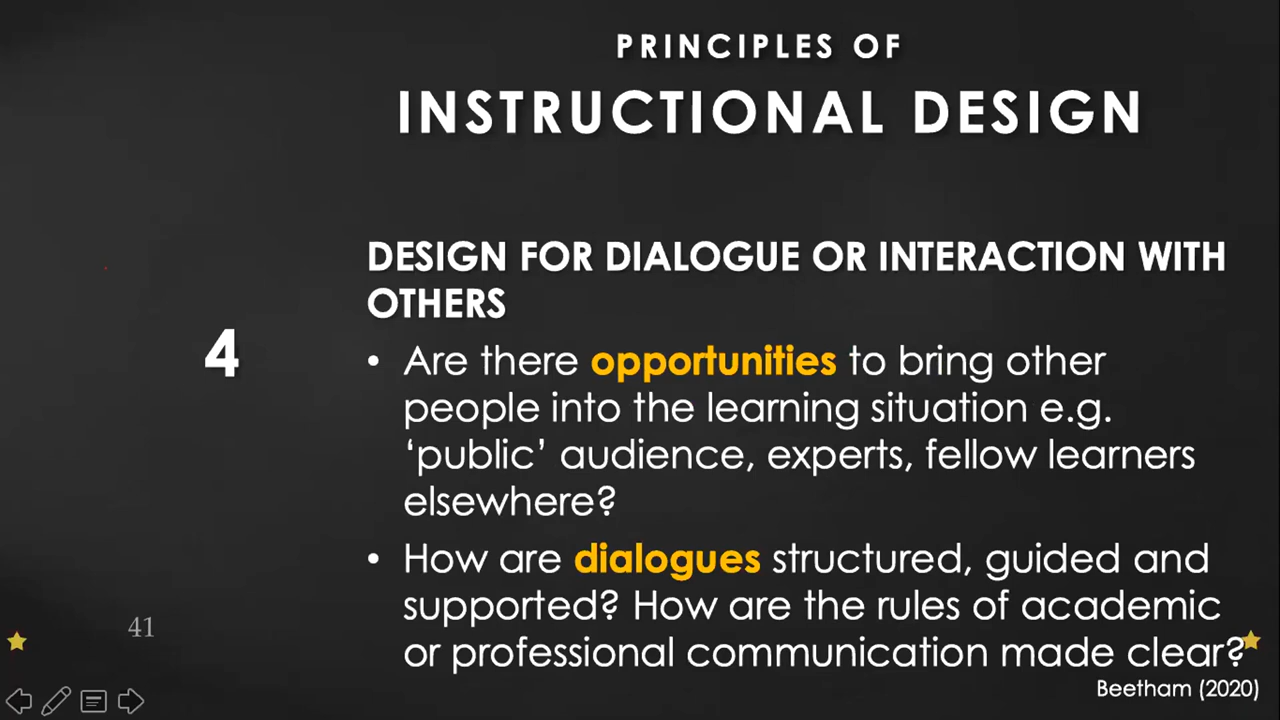 PRINCIPLES OF
INSTRUCTIONAL DESIGN
DESIGN FOR DIALOGUE OR INTERACTION WITH
OTHERS
4
• Are there opportunities to bring other
people into the learning situation e.g.
‘public’ audience, experts, fellow learners
elsewhere?
• How are dialogues structured, guided and
supported? How are the rules of academic
or professional communication made clear?
41
Beetham (2020)